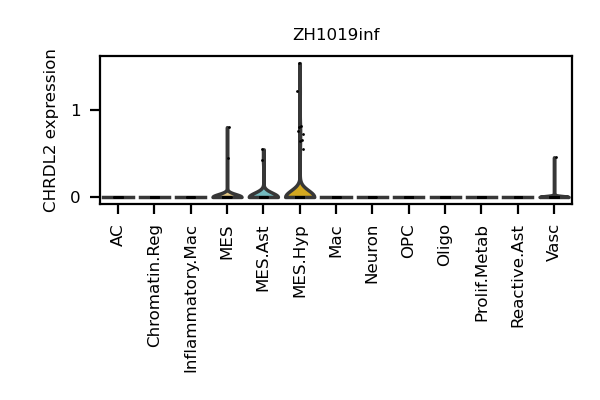 ZH1019inf
CHRDL2 expression
1
0
AC
Chromatin.Reg
Inflammatory.Mac
MES
MES.Ast
MES.Hyp
Mac
Neuron
OPC
Oligo
Prolif.Metab
Reactive.Ast
Vasc